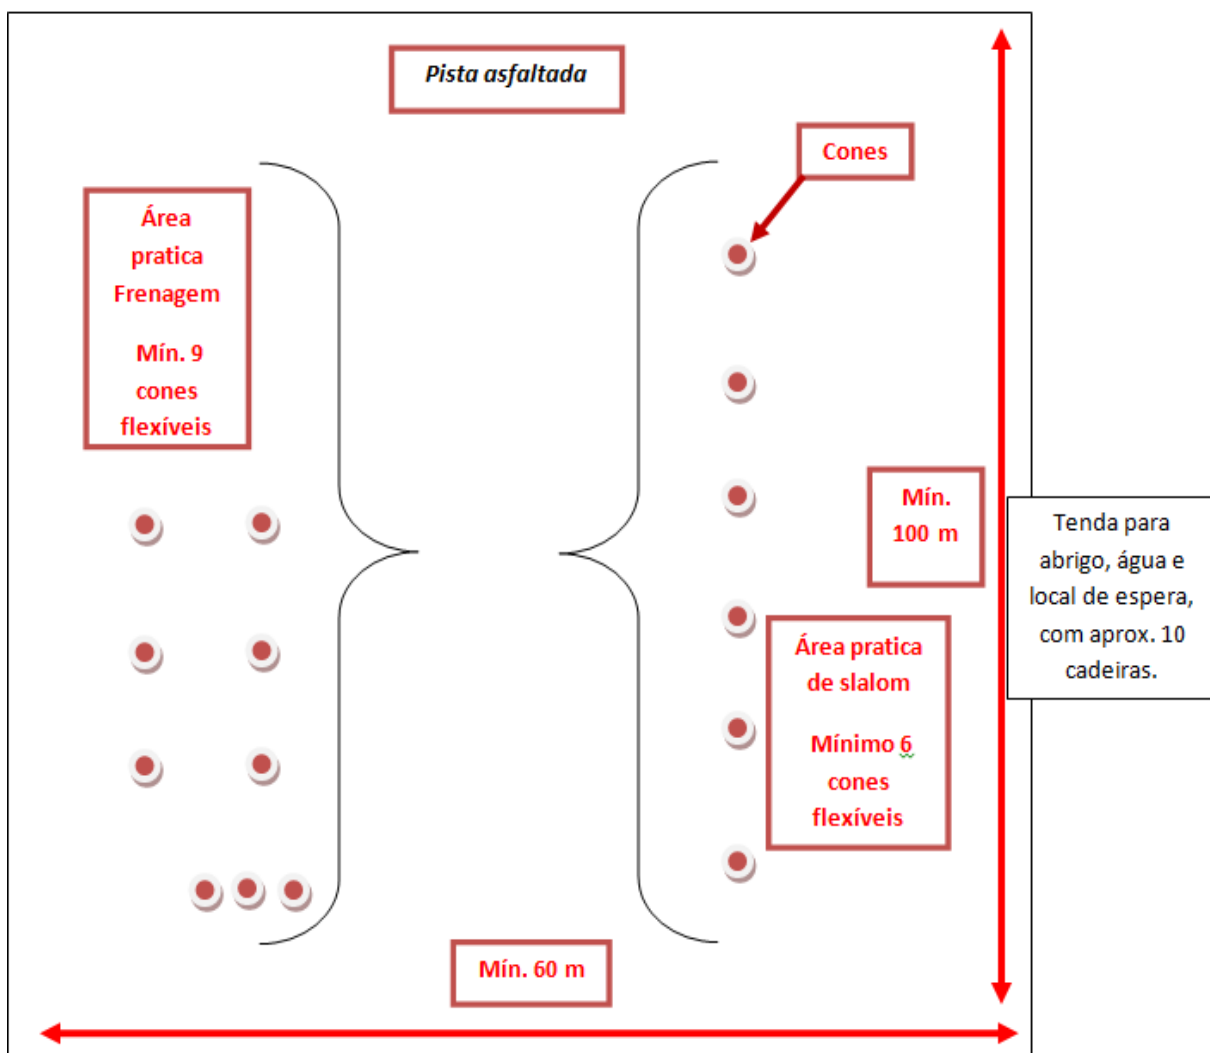 Pista asfaltada
Cones
Área
pratica
Frenagem
Mín. 9
cones
flexíveis
Mín.
100 m
Tenda para
abrigo, água e
local de espera,
com aprox. 10
cadeiras.
Área pratica
de slalom
Mínimo 6
cones
flexíveis
Mín. 60 m